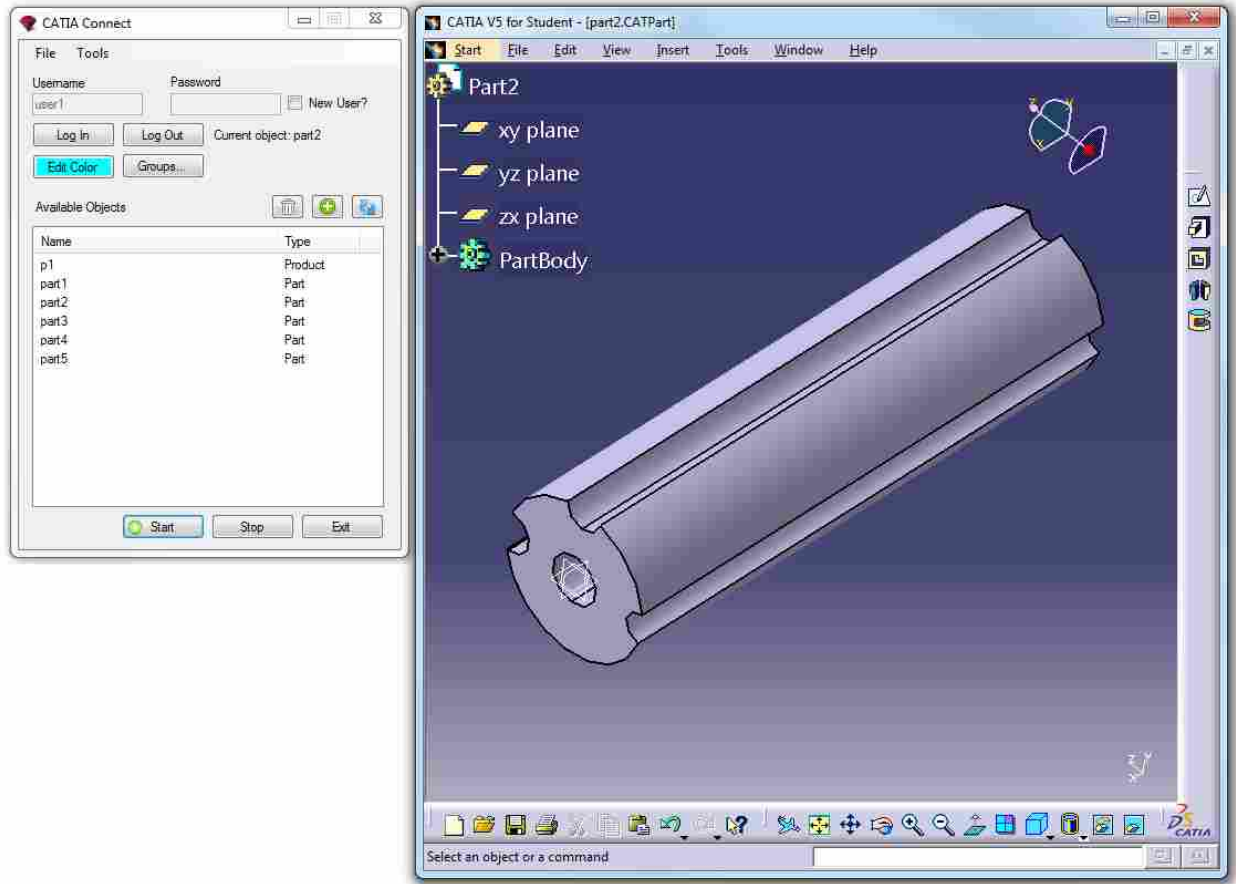 CATIA Connect
File Tools
Username Password
user1
New User?
Log In Log Out Current object: part2
Edit Color Groups...
Available Objects
Name Type
p1 Product
part1 Part
part2 Part
part3 Part
part4 Part
part5 Part
Start Stop Exit
CATIA V5 for Student - [part2.CATPart]
Start File Edit View Insert Tools Window Help
Part2
xy plane
yz plane
zx plane
PartBody
z y
x
z y
x
DS CATIA
Select an object or a command